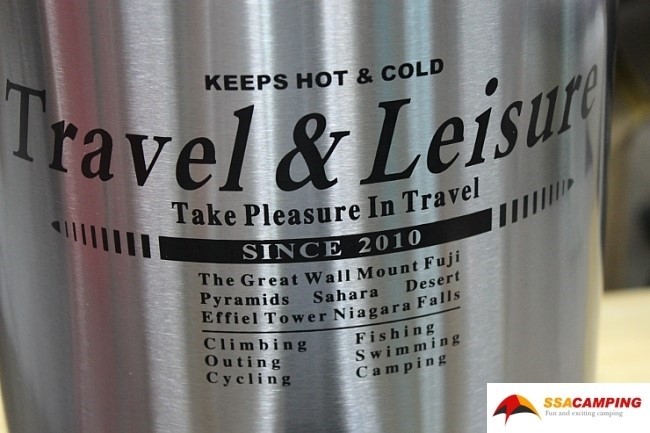 KEEPS HOT & COLD
Travel & Leisure
Take Pleasure In Travel
SINCE 2010
The Great Wall Mount Fuji
Pyramids Sahara Desert
Effiel Tower Niagara Falls
Climbing Fishing
Outing Swimming
Cycling Camping
SSACAMPING
Fun and exciting camping